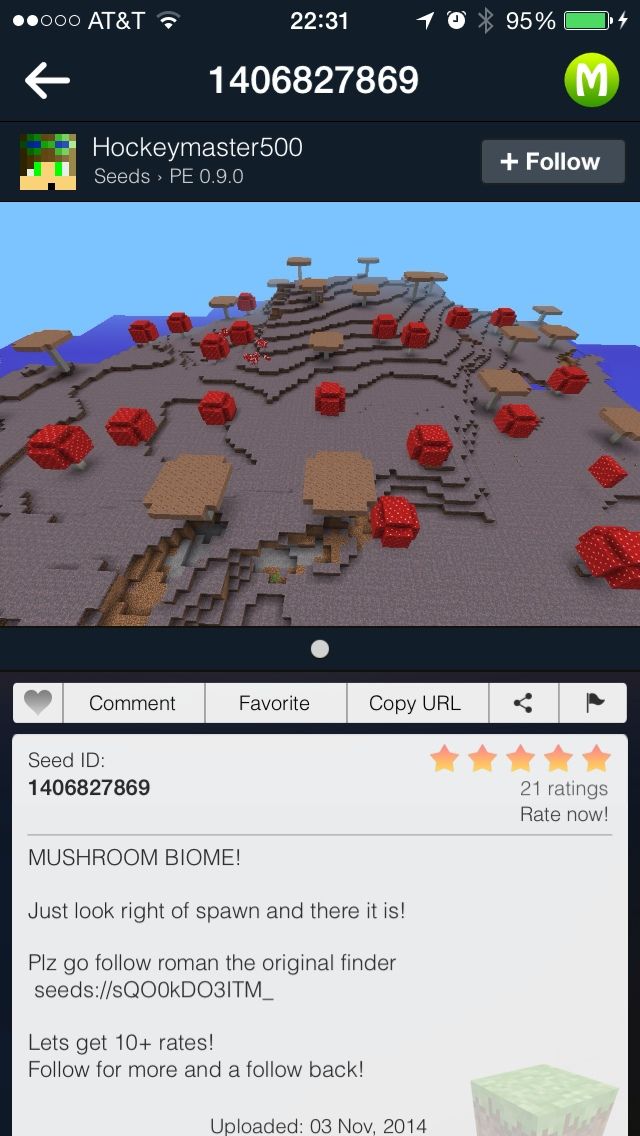 AT&T 22:31 95%
1406827869 M
Hockeymaster500
Seeds › PE 0.9.0
+ Follow
Comment Favorite Copy URL
Seed ID:
1406827869
21 ratings
Rate now!
MUSHROOM BIOME!
Just look right of spawn and there it is!
Plz go follow roman the original finder
seeds://sQO0kDO3ITM_
Lets get 10+ rates!
Follow for more and a follow back!
Uploaded: 03 Nov, 2014